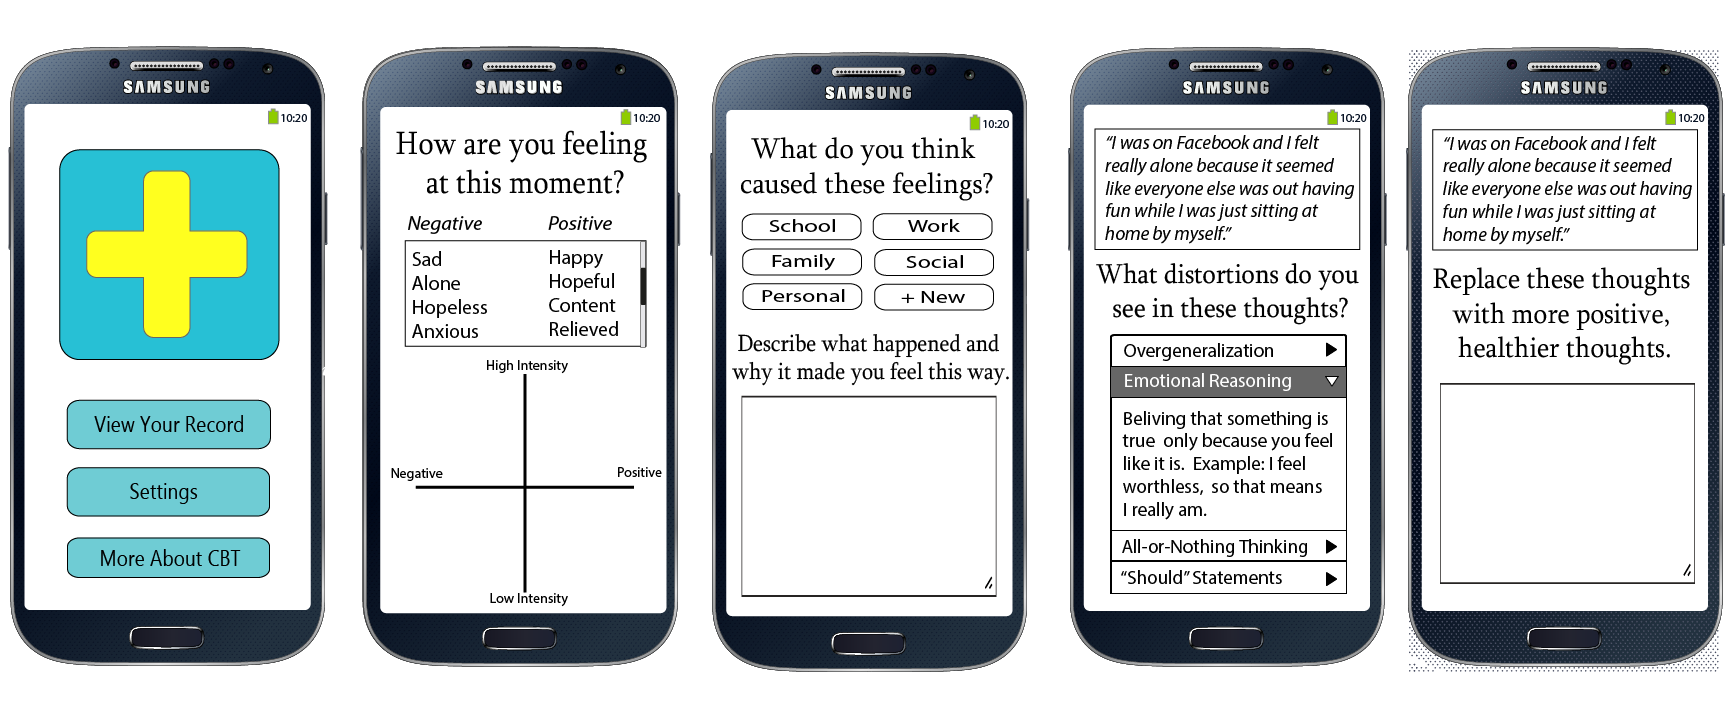 SAMSUNG
10:20
View Your Record
Settings
More About CBT
SAMSUNG
10:20
How are you feeling
at this moment?
Negative Positive
Sad Happy
Alone Hopeful
Hopeless Content
Anxious Relieved
High Intensity
Negative Positive
Low Intensity
SAMSUNG
10:20
What do you think
caused these feelings?
School Work
Family Social
Personal + New
Describe what happened and
why it made you feel this way.
SAMSUNG
10:20
“I was on Facebook and I felt
really alone because it seemed
like everyone else was out having
fun while I was just sitting at
home by myself.”
What distortions do you
see in these thoughts?
Overgeneralization
Emotional Reasoning
Beliving that something is
true only because you feel
like it is. Example: I feel
worthless, so that means
I really am.
All-or-Nothing Thinking
“Should” Statements
SAMSUNG
10:20
“I was on Facebook and I felt
really alone because it seemed
like everyone else was out having
fun while I was just sitting at
home by myself.”
Replace these thoughts
with more positive,
healthier thoughts.